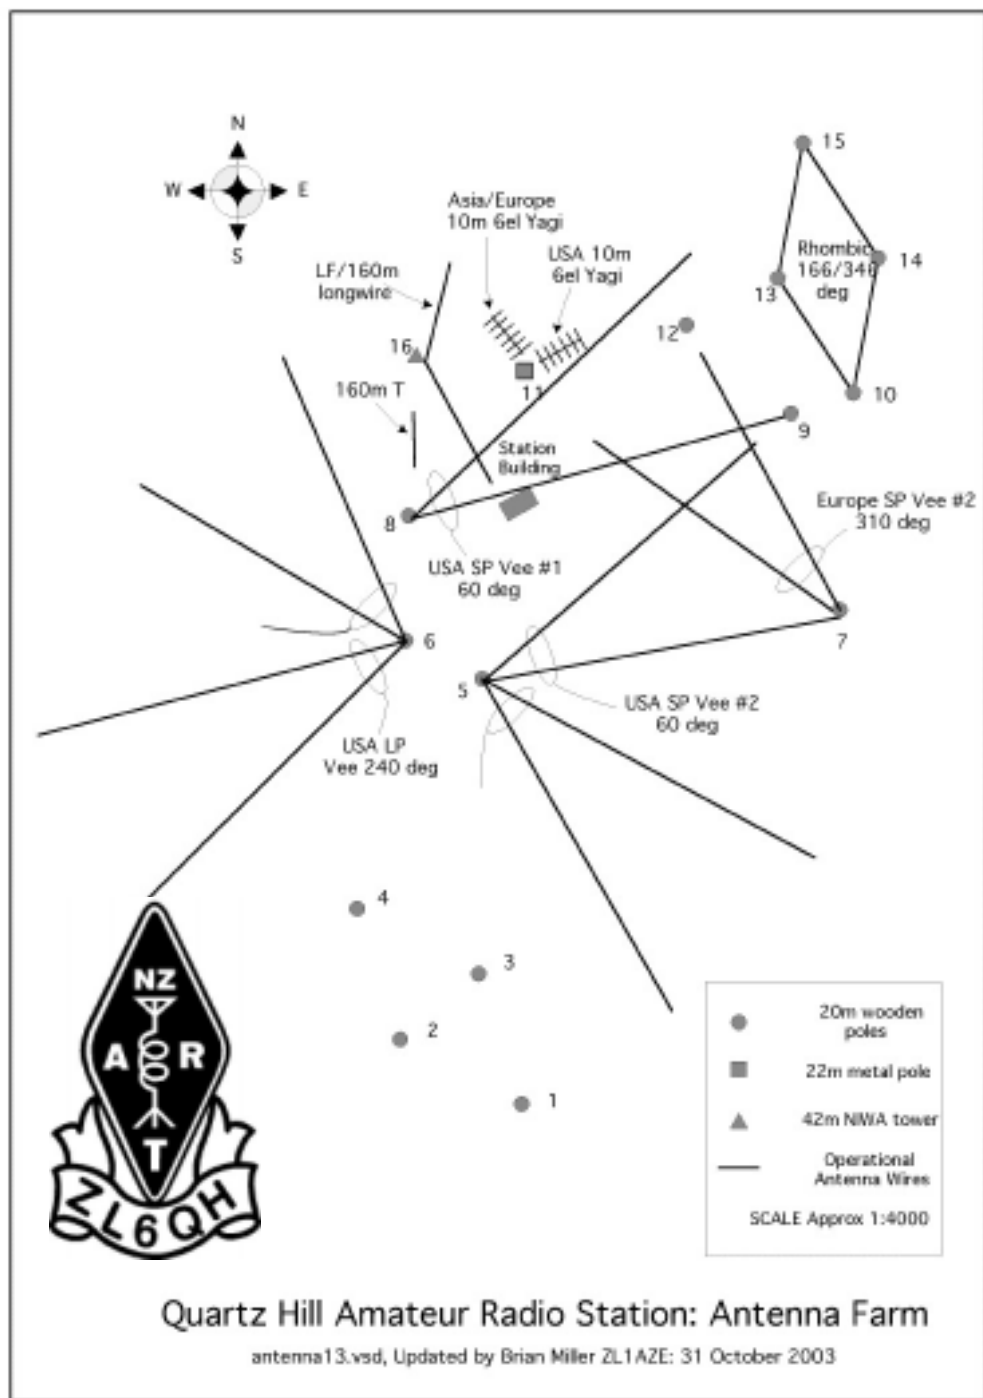 N
W E
S
15
Asia/Europe
10m 6el Yagi
USA 10m
6el Yagi
LF/160m
longwire
Rhombic
166/346
deg
14
13
12
16
11
10
160m T
9
Station
Building
8
Europe SP Vee #2
310 deg
USA SP Vee #1
60 deg
6
7
5
USA SP Vee #2
60 deg
USA LP
Vee 240 deg
4
3
2
1
NZ
A R
T
ZL6QH
20m wooden
poles
22m metal pole
42m NIWA tower
Operational
Antenna Wires
SCALE Approx 1:4000
Quartz Hill Amateur Radio Station: Antenna Farm
antenna13.vsd, Updated by Brian Miller ZL1AZE: 31 October 2003